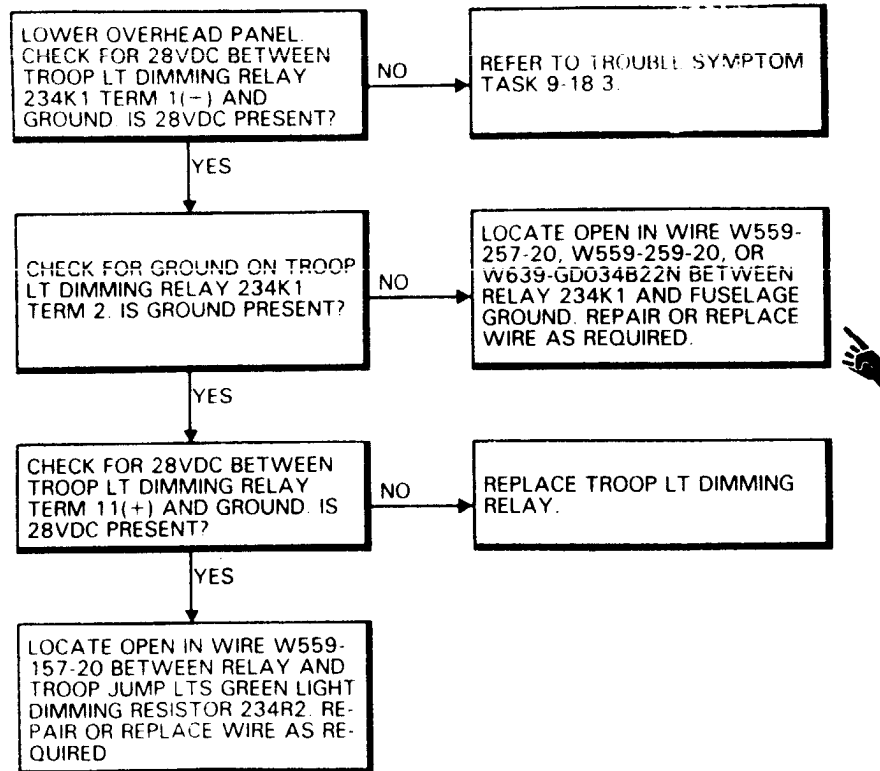 LOWER OVERHEAD PANEL.
CHECK FOR 28VDC BETWEEN
TROOP LT DIMMING RELAY
234K1 TERM 1(-) AND
GROUND. IS 28VDC PRESENT?
NO
REFER TO TROUBLE SYMPTOM
TASK 9-18 3.
YES
CHECK FOR GROUND ON TROOP
LT DIMMING RELAY 234K1
TERM 2. IS GROUND PRESENT?
NO
LOCATE OPEN IN WIRE W559-
257-20, W559-259-20, OR
W639-GD034B22N BETWEEN
RELAY 234K1 AND FUSELAGE
GROUND. REPAIR OR REPLACE
WIRE AS REQUIRED.
YES
CHECK FOR 28VDC BETWEEN
TROOP LT DIMMING RELAY
TERM 11(+) AND GROUND. IS
28VDC PRESENT?
NO
REPLACE TROOP LT DIMMING
RELAY.
YES
LOCATE OPEN IN WIRE W559-
157-20 BETWEEN RELAY AND
TROOP JUMP LTS GREEN LIGHT
DIMMING RESISTOR 234R2. RE-
PAIR OR REPLACE WIRE AS RE-
QUIRED